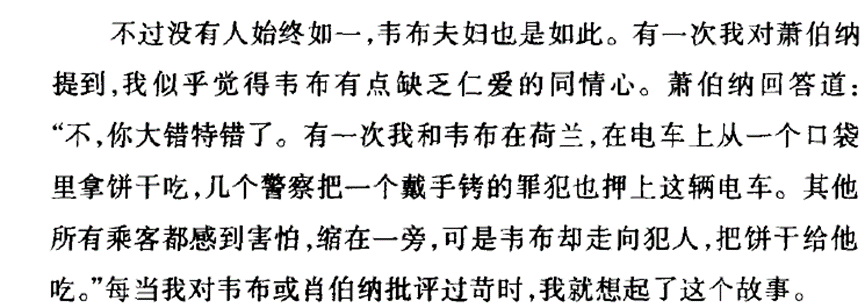 不过没有人始终如一,韦布夫妇也是如此。有一次我对萧伯纳
提到,我似乎觉得韦布有点缺乏仁爱的同情心。萧伯纳回答道:
“不,你大错特错了。有一次我和韦布在荷兰,在电车上从一个口袋
里拿饼干吃,几个警察把一个戴手铐的罪犯也押上这辆电车。其他
所有乘客都感到害怕,缩在一旁,可是韦布却走向犯人,把饼干给他
吃。”每当我对韦布或肖伯纳批评过苛时,我就想起了这个故事。